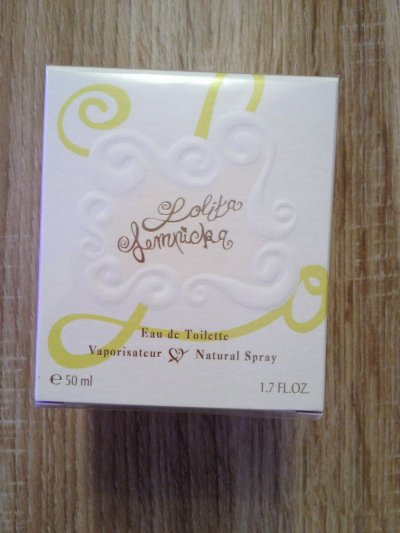 Lolita
Lempicka
Eau de Toilette
Vaporisateur Natural Spray
℮ 50 ml 1.7 FL.OZ.